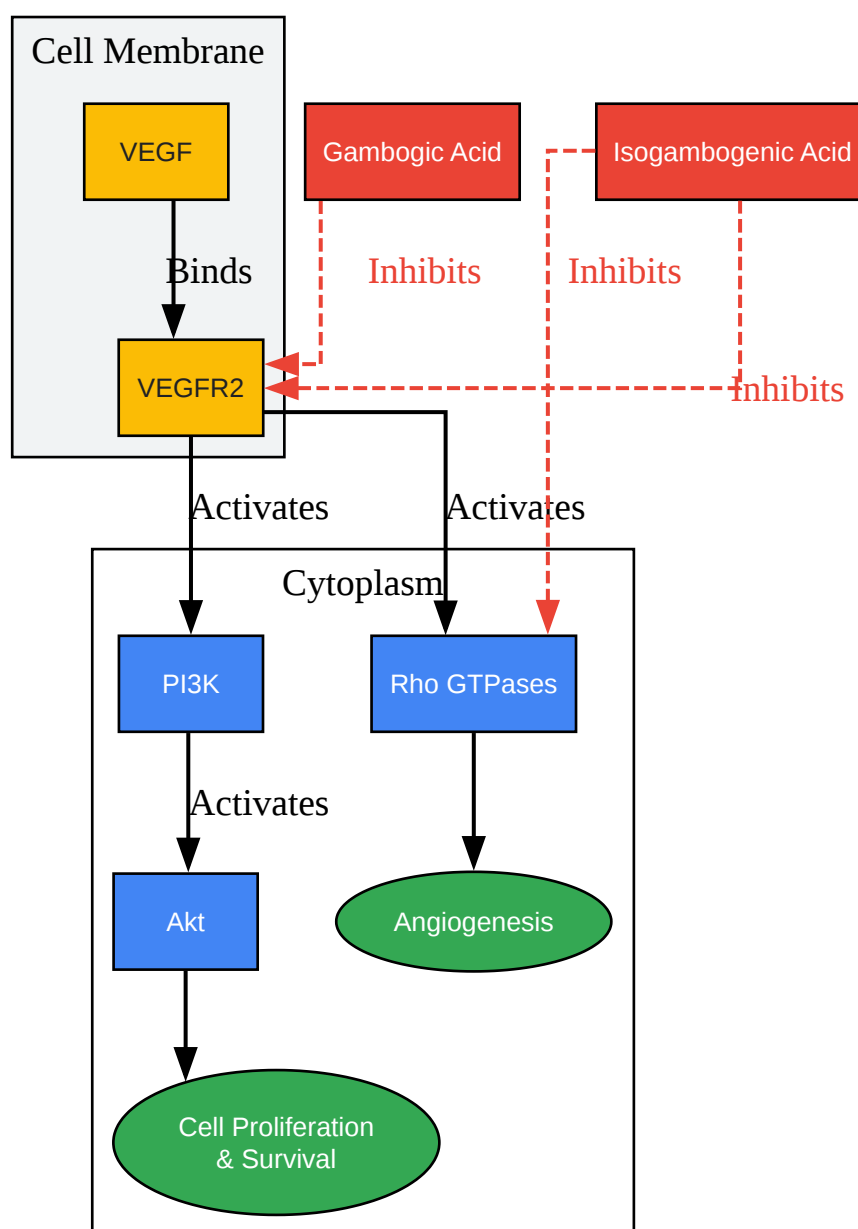 Cell Membrane
VEGF
Gambogic Acid
Isogambogenic Acid
Binds
Inhibits
Inhibits
VEGFR2
Inhibits
Activates
Activates
Cytoplasm
PI3K
Rho GTPases
Activates
Akt
Angiogenesis
Cell Proliferation
& Survival